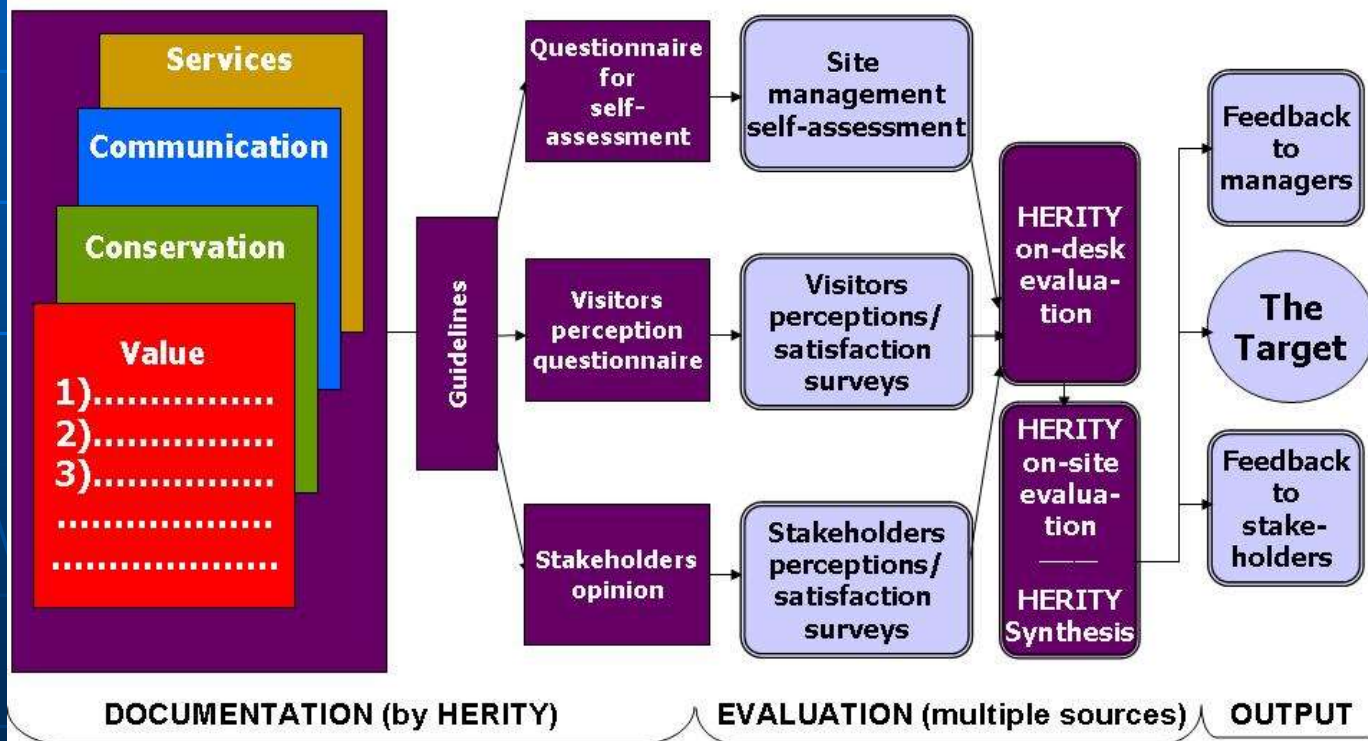 Services
Communication
Conservation
Value
1)...............
2)...............
3)...............
..................
...................
Guidelines
Questionnaire
for
self-
assessment
Visitors
perception
questionnaire
Stakeholders
opinion
Site
management
self-assessment
Visitors
perceptions/
satisfaction
surveys
Stakeholders
perceptions/
satisfaction
surveys
HERITY
on-desk
evalua-
tion
HERITY
on-site
evalua-
tion
HERITY
Synthesis
Feedback
to
managers
The
Target
Feedback
to
stake-
holders
DOCUMENTATION (by HERITY)
EVALUATION (multiple sources)
OUTPUT